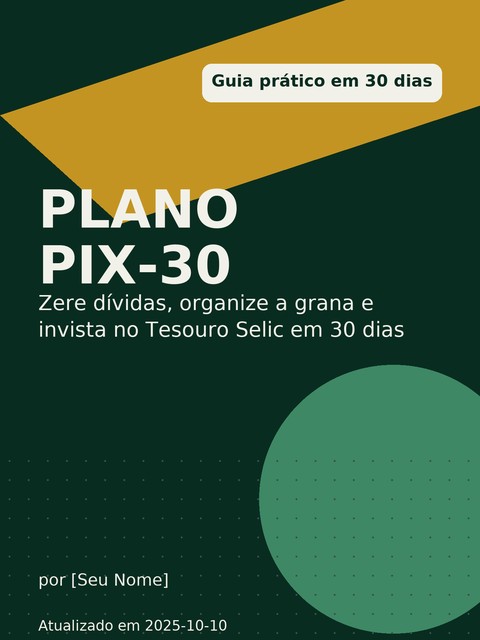 Guia prático em 30 dias
PLANO
PIX-30
Zere dívidas, organize a grana e
invista no Tesouro Selic em 30 dias
por [Seu Nome]
Atualizado em 2025-10-10